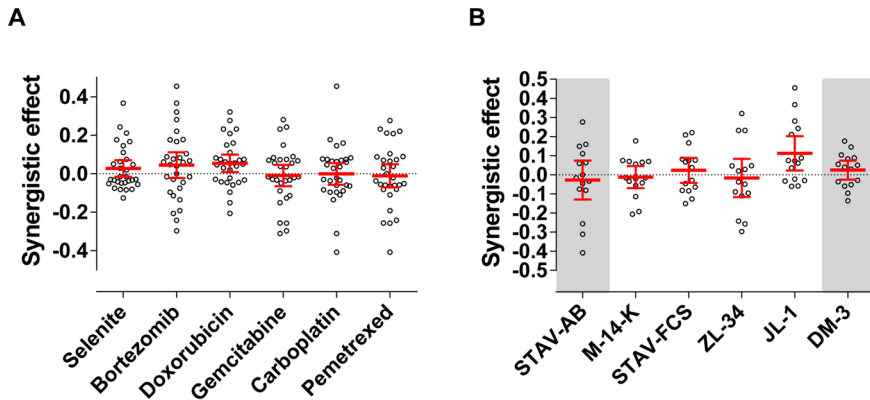 A
Synergistic effect
0.4
0.2
0.0
-0.2
-0.4
Selenite
Bortezomib
Doxorubicin
Gemcitabine
Carboplatin
Pemetrexed
B
Synergistic effect
0.5
0.4
0.3
0.2
0.1
0.0
-0.1
-0.2
-0.3
-0.4
-0.5
STAV-AB
M-14-K
STAV-FCS
ZL-34
JL-1
DM-3